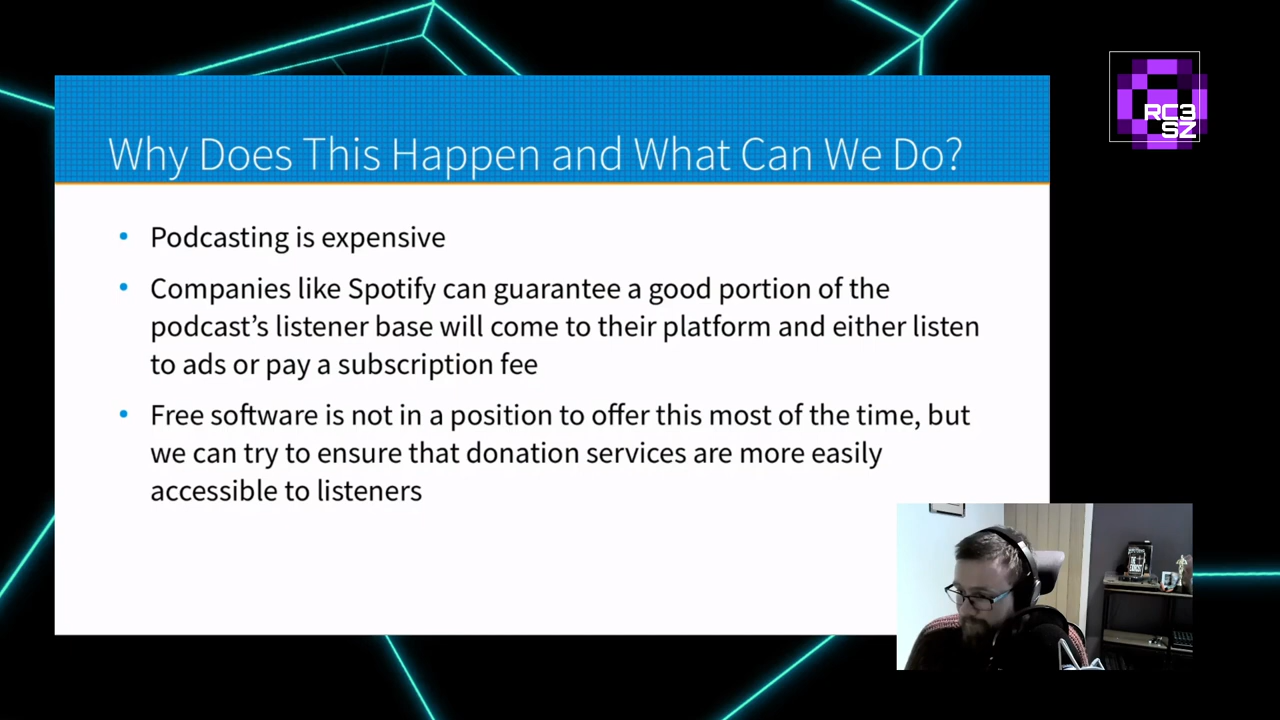 Why Does This Happen and What Can We Do?
RC3
SZ
Podcasting is expensive
Companies like Spotify can guarantee a good portion of the
podcast's listener base will come to their platform and either listen
to ads or pay a subscription fee
Free software is not in a position to offer this most of the time, but
we can try to ensure that donation services are more easily
accessible to listeners